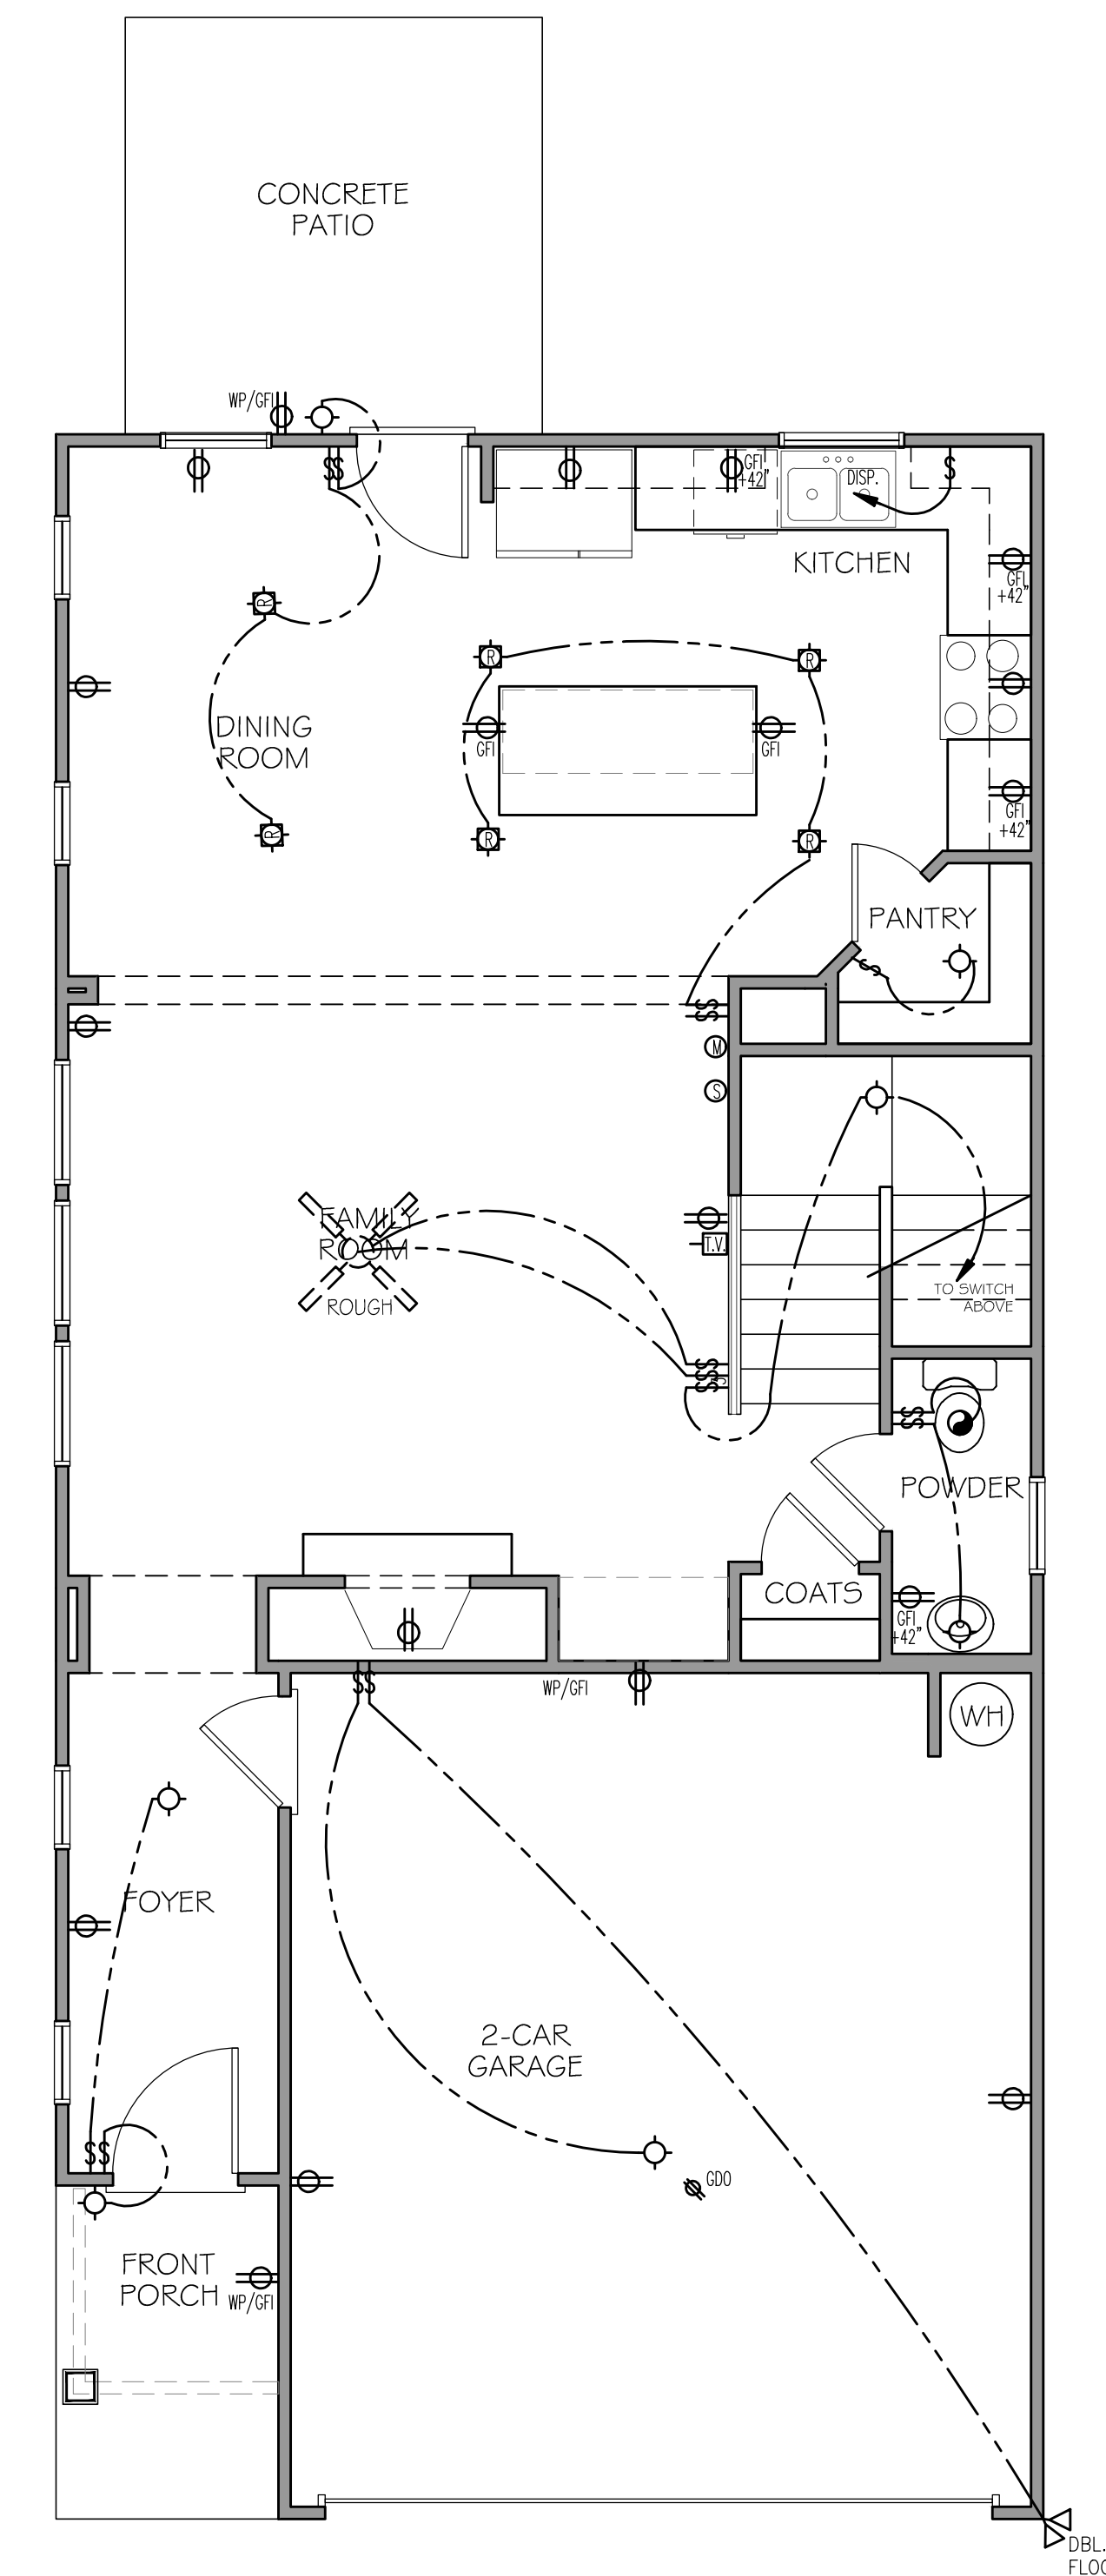 CONCRETE
PATIO
WP/GFI
$$
GFI
+42"
DISP.
$
KITCHEN
GFI
+42"
R
R
R
DINING
ROOM
GFI
GFI
GFI
+42"
R
R
R
PANTRY
$
$$
M
S
FAMILY
ROOM
T.V.
ROUGH
TO SWITCH
ABOVE
$$$
$$
POWDER
COATS
GFI
+42"
$$
WP/GFI
WH
FOYER
2-CAR
GARAGE
$$
GDO
FRONT
PORCH
WP/GFI
DBL.